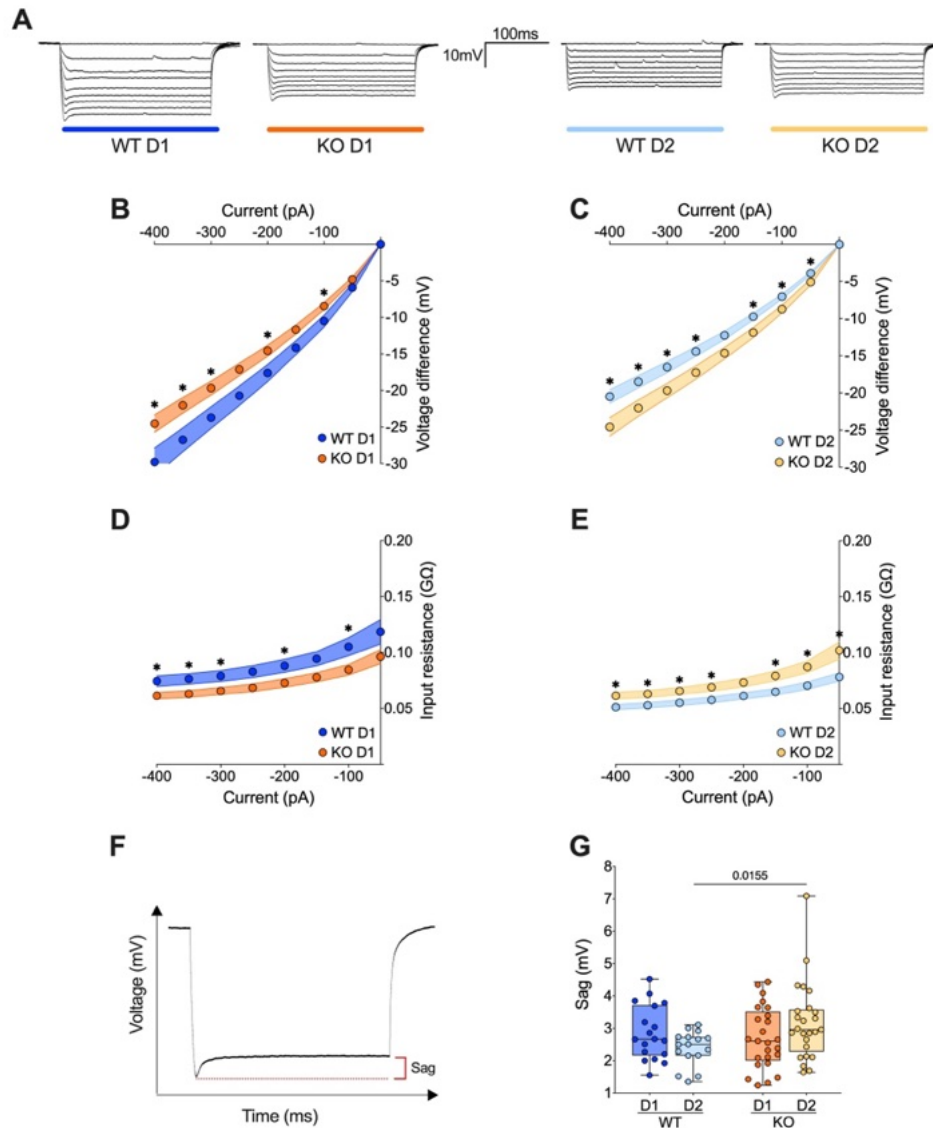 A
100ms
10mV
WT D1
KO D1
WT D2
KO D2
B
Current (pA)
-400 -300 -200 -100
-5
-10
-15
-20
-25
-30
Voltage difference (mV)
* * * * *
WT D1
KO D1
C
Current (pA)
-400 -300 -200 -100
-5
-10
-15
-20
-25
-30
Voltage difference (mV)
* * * * * * *
WT D2
KO D2
D
0.20
0.15
0.10
0.05
Input resistance (GΩ)
* * * * *
WT D1
KO D1
-400 -300 -200 -100
Current (pA)
E
0.20
0.15
0.10
0.05
Input resistance (GΩ)
* * * * * * *
WT D2
KO D2
-400 -300 -200 -100
Current (pA)
F
Voltage (mV)
Sag
Time (ms)
G
8
7
6
5
4
3
2
1
Sag (mV)
0.0155
D1 D2 D1 D2
WT KO